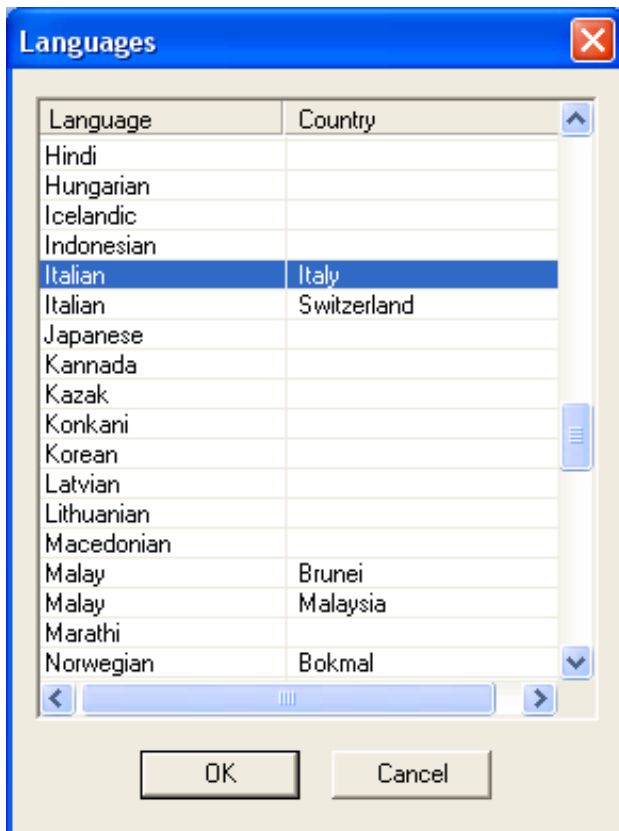 Languages
Language Country
Hindi
Hungarian
Icelandic
Indonesian
Italian Italy
Italian Switzerland
Japanese
Kannada
Kazak
Konkani
Korean
Latvian
Lithuanian
Macedonian
Malay Brunei
Malay Malaysia
Marathi
Norwegian Bokmal
OK Cancel